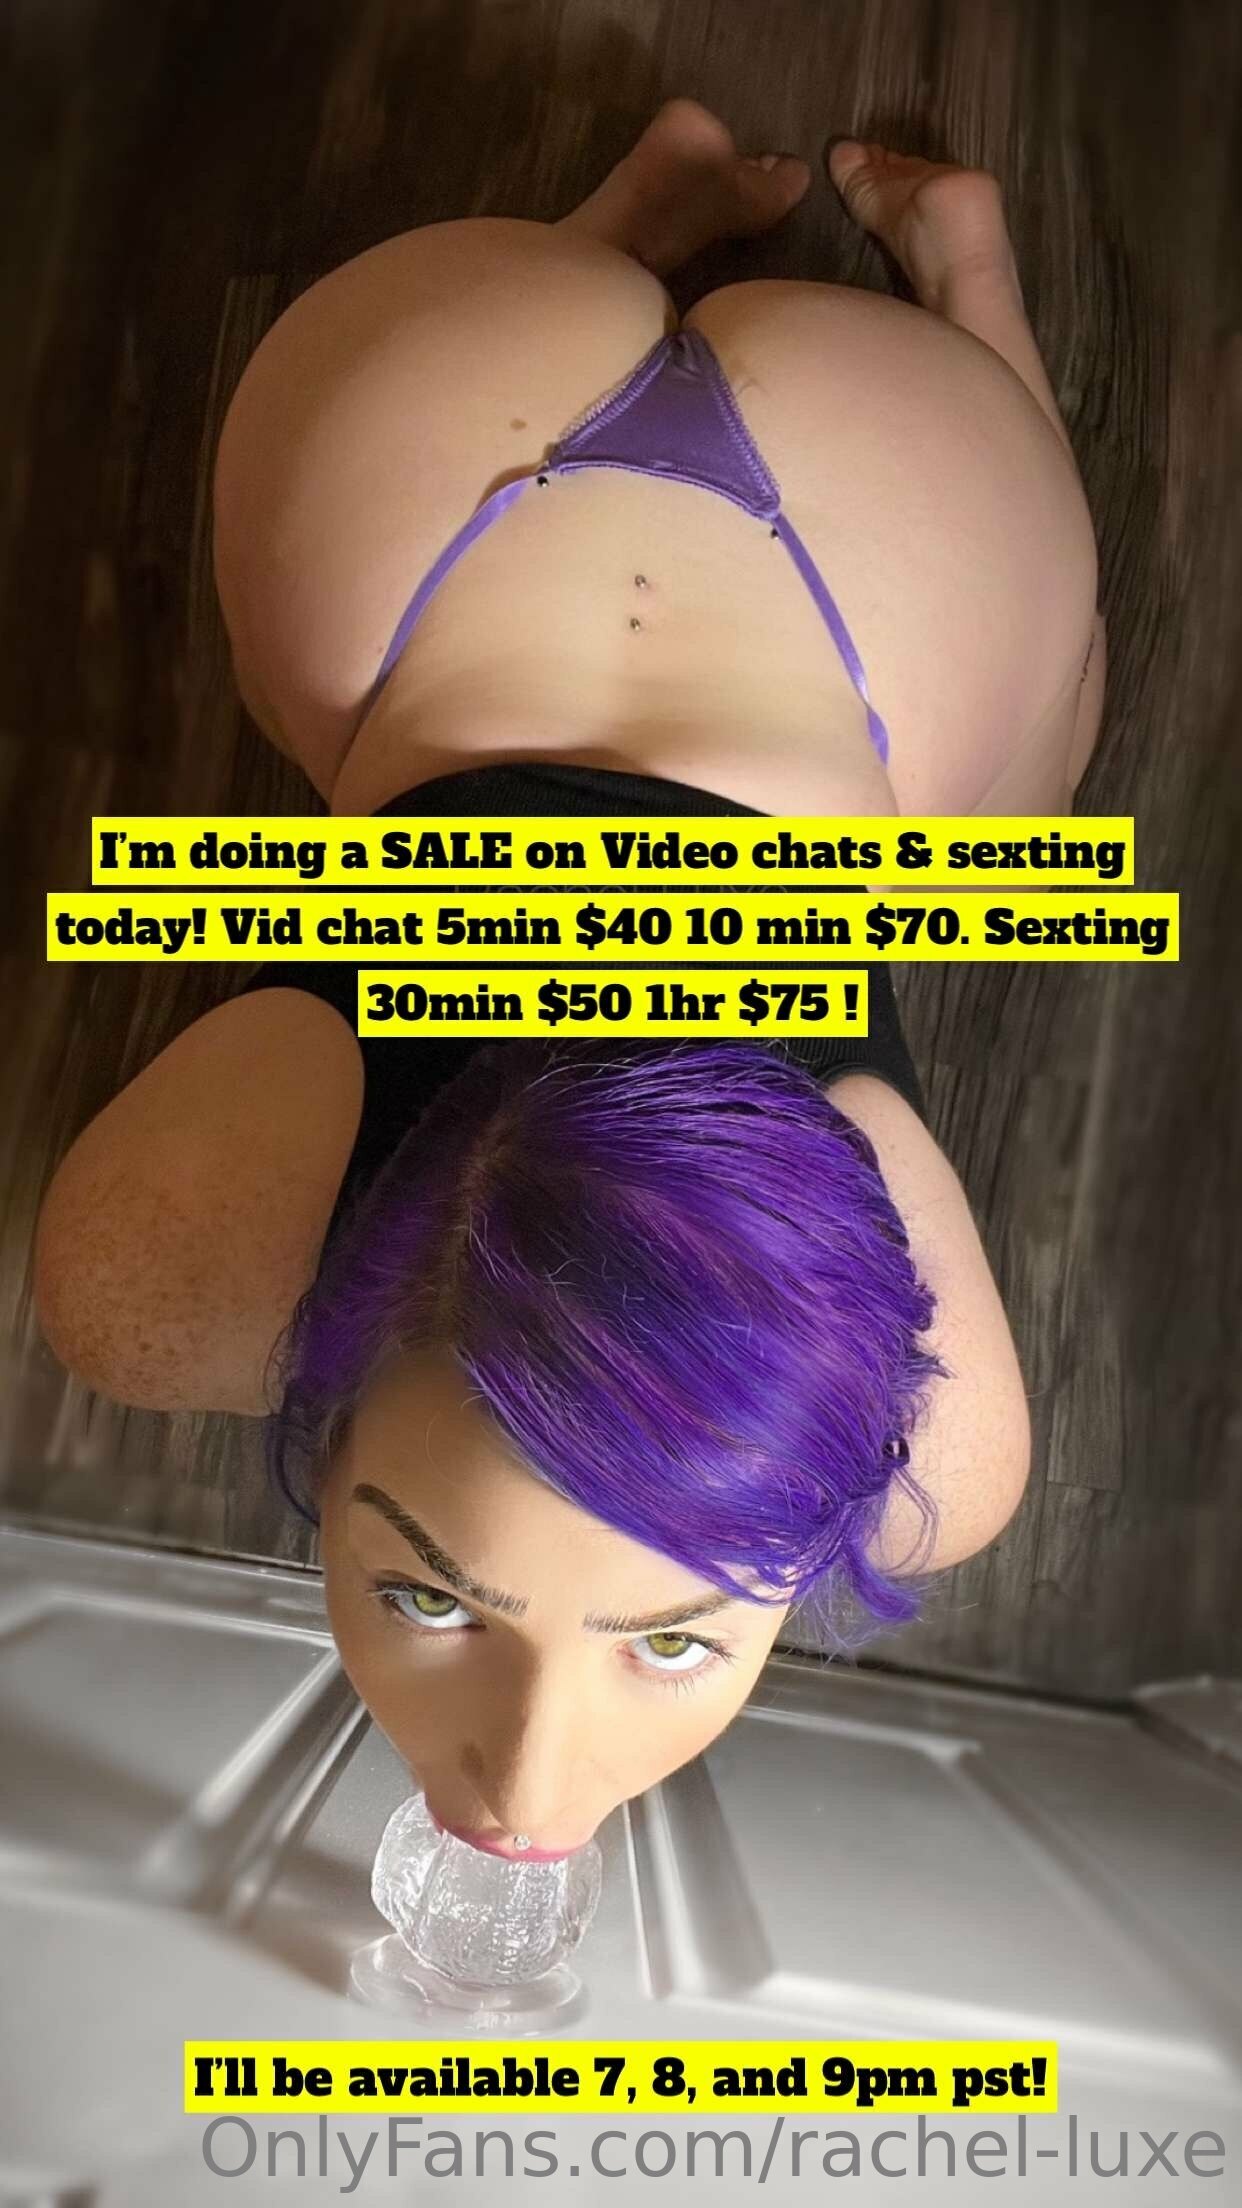 I'm doing a SALE on Video chats & sexting
today! Vid chat 5min $40 10 min $70. Sexting
30min $50 1hr $75 !
I'll be available 7, 8, and 9pm pst!
OnlyFans.com/rachel-luxe